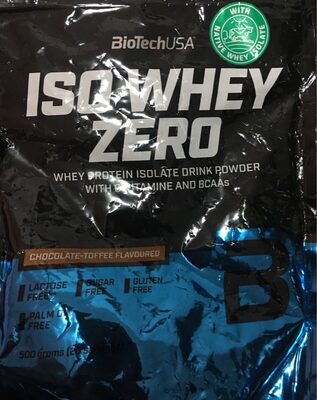 WITH
NATIVE WHEY ISOLATE
BioTechUSA
ISO WHEY
ZERO
WHEY PROTEIN ISOLATE DRINK POWDER
WITH GLUTAMINE AND BCAAs
CHOCOLATE-TOFFEE FLAVOURED
LACTOSE FREE
SUGAR FREE
GLUTEN FREE
PALM OIL FREE
500 grams
B